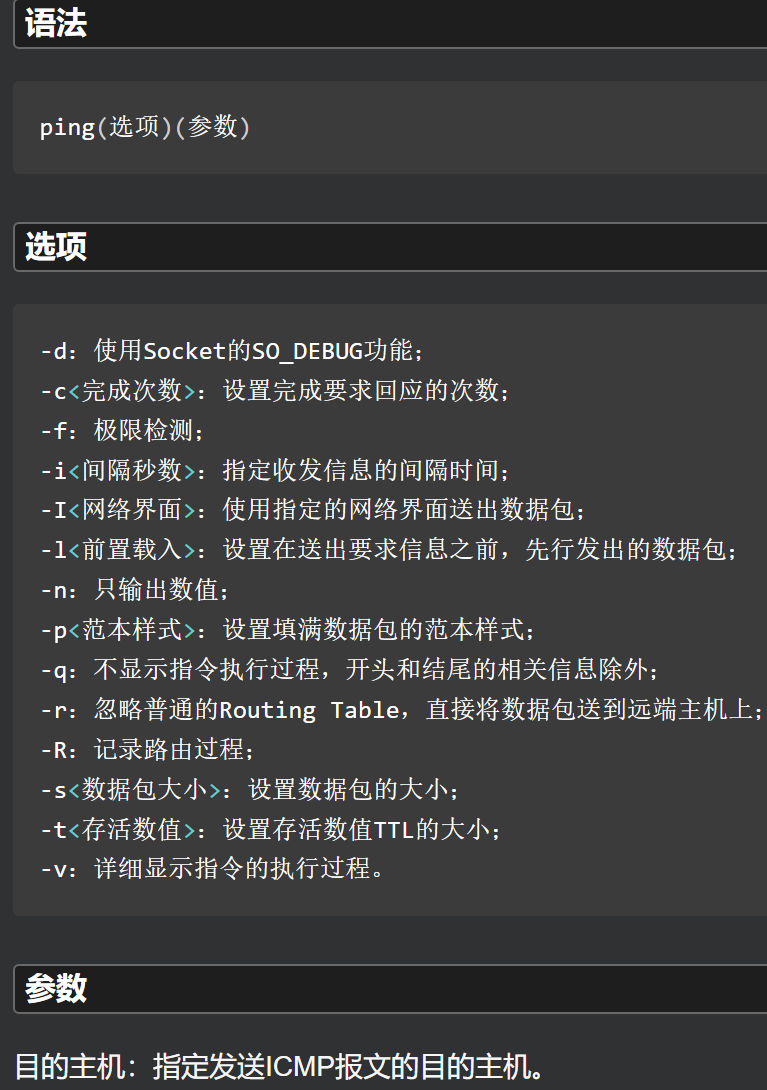 语法
ping(选项)(参数)
选项
-d：使用Socket的SO_DEBUG功能；
-c<完成次数>：设置完成要求回应的次数；
-f：极限检测；
-i<间隔秒数>：指定收发信息的间隔时间；
-I<网络界面>：使用指定的网络界面送出数据包；
-l<前置载入>：设置在送出要求信息之前，先行发出的数据包；
-n：只输出数值；
-p<范本样式>：设置填满数据包的范本样式；
-q：不显示指令执行过程，开头和结尾的相关信息除外；
-r：忽略普通的Routing Table，直接将数据包送到远端主机上；
-R：记录路由过程；
-s<数据包大小>：设置数据包的大小；
-t<存活数值>：设置存活数值TTL的大小；
-v：详细显示指令的执行过程。
参数
目的主机：指定发送ICMP报文的目的主机。